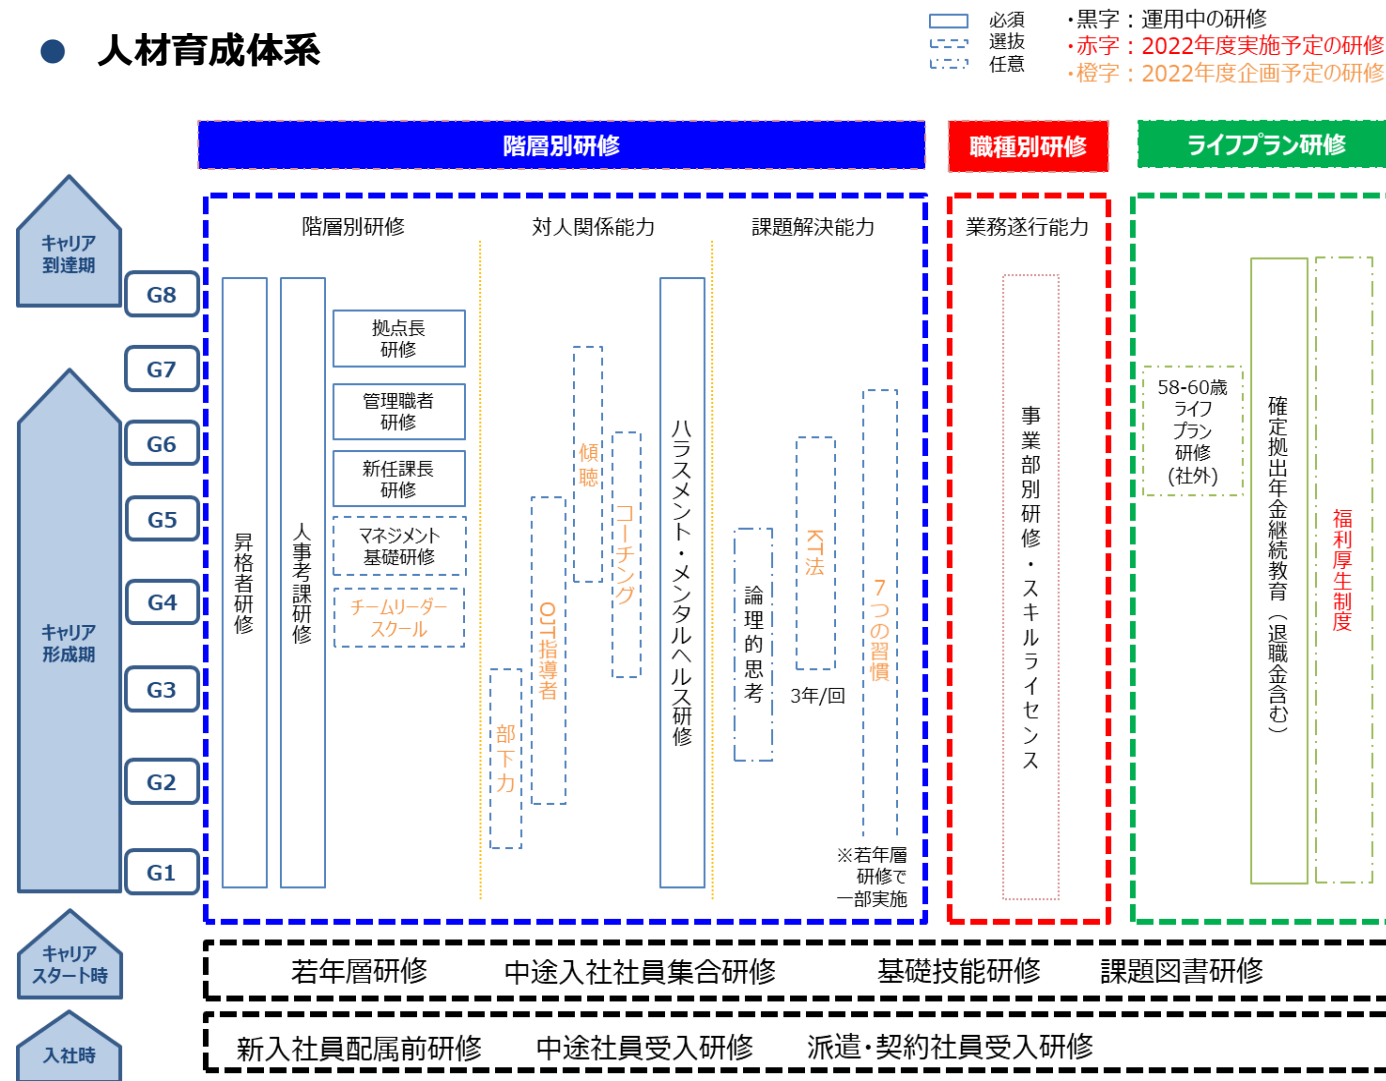 ● 人材育成体系
必須
選抜
任意
・黒字：運用中の研修
・赤字：2022年度実施予定の研修
・橙字：2022年度企画予定の研修
階層別研修
職種別研修
ライフプラン研修
キャリア
到達期
キャリア
形成期
キャリア
スタート時
入社時
G8
G7
G6
G5
G4
G3
G2
G1
階層別研修
対人関係能力
課題解決能力
業務遂行能力
昇格者研修
人事考課研修
拠点長
研修
管理職者
研修
新任課長
研修
マネジメント
基礎研修
チームリーダー
スクール
部下力
OJT指導者
傾聴
コーチング
ハラスメント・メンタルヘルス研修
論理的思考
KT法
3年/回
7つの習慣
※若年層
研修で
一部実施
事業部別研修・スキルライセンス
58-60歳
ライフ
プラン
研修
(社外)
確定拠出年金継続教育（退職金含む）
福利厚生制度
若年層研修
中途入社社員集合研修
基礎技能研修
課題図書研修
新入社員配属前研修
中途社員受入研修
派遣・契約社員受入研修